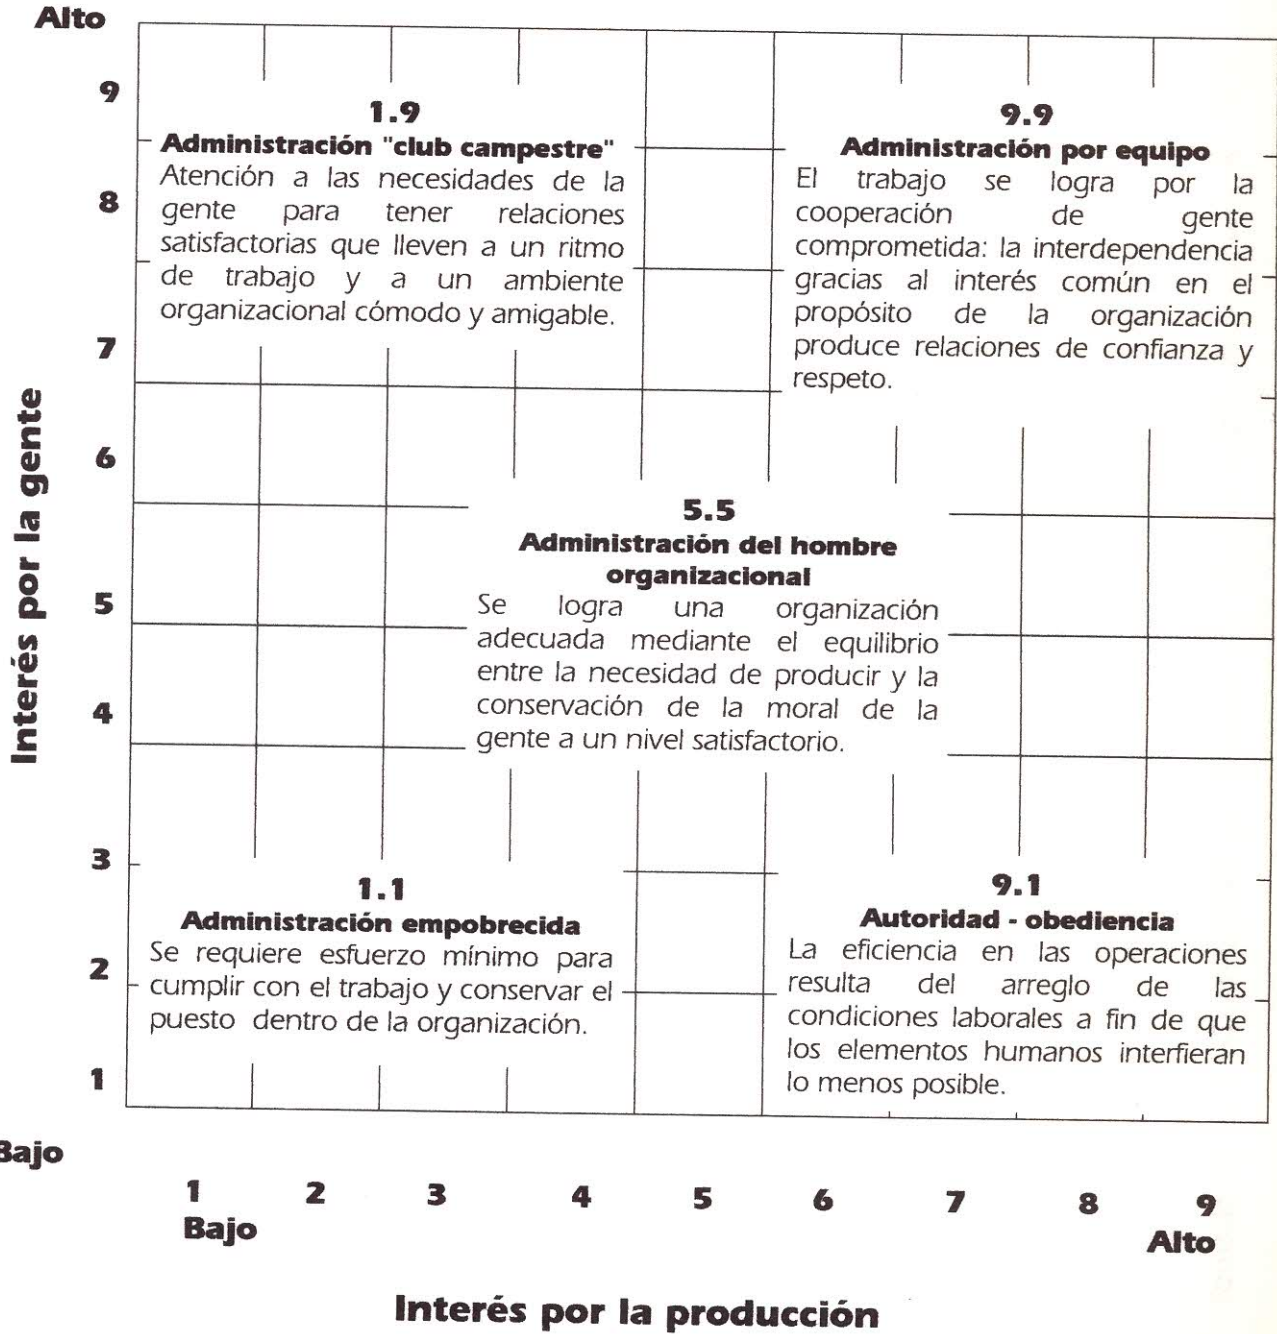 Alto
9
8
7
6
5
4
3
2
1
Bajo
Interés por la gente
1.9
Administración "club campestre"
Atención a las necesidades de la
gente para tener relaciones
satisfactorias que lleven a un ritmo
de trabajo y a un ambiente
organizacional cómodo y amigable.
9.9
Administración por equipo
El trabajo se logra por la
cooperación de gente
comprometida: la interdependencia
gracias al interés común en el
propósito de la organización
produce relaciones de confianza y
respeto.
5.5
Administración del hombre
organizacional
Se logra una organización
adecuada mediante el equilibrio
entre la necesidad de producir y la
conservación de la moral de la
gente a un nivel satisfactorio.
1.1
Administración empobrecida
Se requiere esfuerzo mínimo para
cumplir con el trabajo y conservar el
puesto dentro de la organización.
9.1
Autoridad - obediencia
La eficiencia en las operaciones
resulta del arreglo de las
condiciones laborales a fin de que
los elementos humanos interfieran
lo menos posible.
1 2 3 4 5 6 7 8 9
Bajo Alto
Interés por la producción